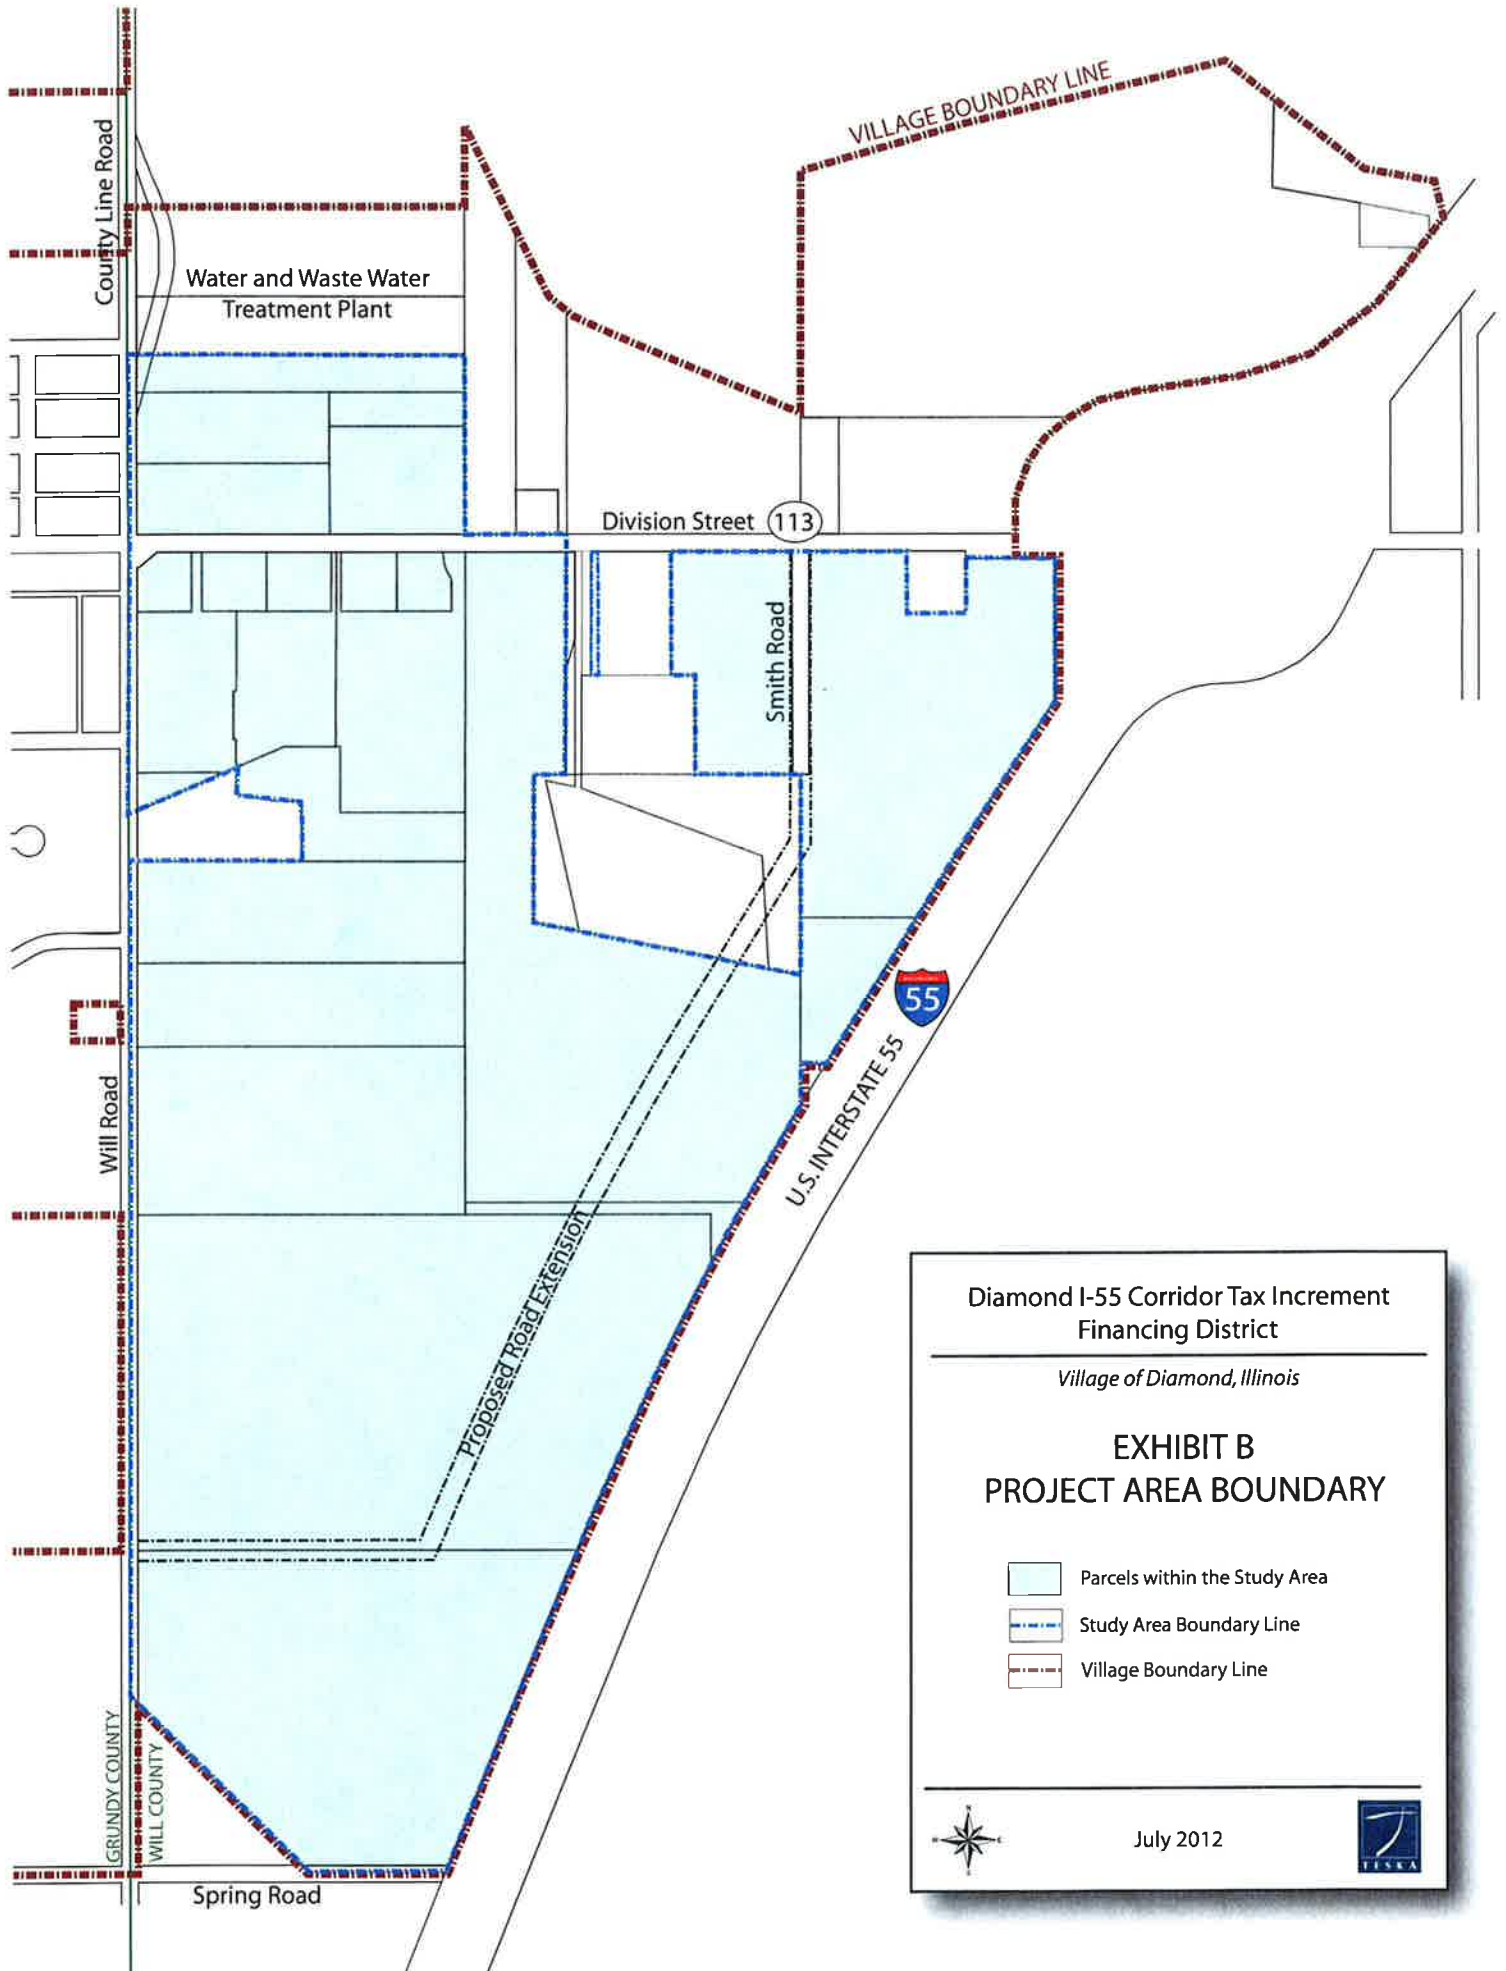 VILLAGE BOUNDARY LINE
County Line Road
Water and Waste Water
Treatment Plant
Division Street
113
Smith Road
55
U.S. INTERSTATE 55
Will Road
Proposed Road Extension
GRUNDY COUNTY
WILL COUNTY
Spring Road
Diamond I-55 Corridor Tax Increment
Financing District
Village of Diamond, Illinois
EXHIBIT B
PROJECT AREA BOUNDARY
Parcels within the Study Area
Study Area Boundary Line
Village Boundary Line
N
E
S
July 2012
TESKA